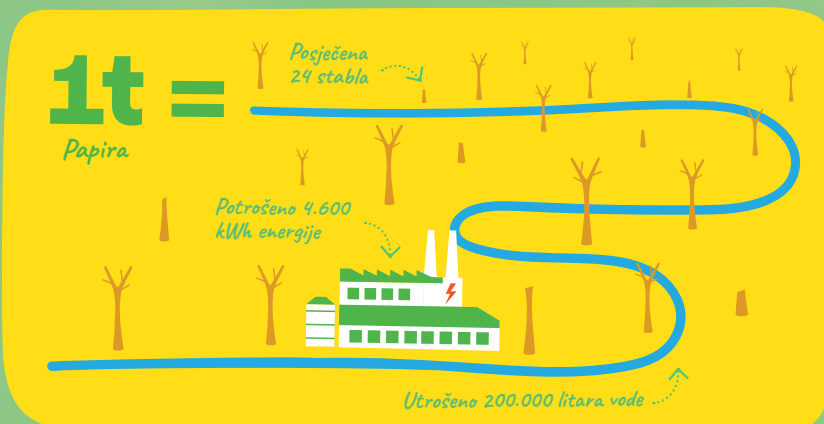 1t =
Papira
Posječena
24 stabla
Potrošeno 4.600
kWh energije
Utrošeno 200.000 litara vode